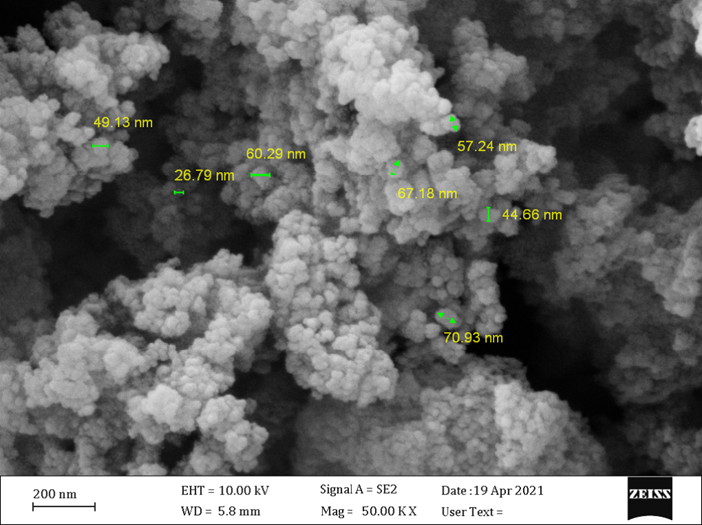 49.13 nm
57.24 nm
60.29 nm
26.79 nm
67.18 nm
44.66 nm
70.93 nm
200 nm
EHT = 10.00 kV
Signal A = SE2
Date :19 Apr 2021
WD = 5.8 mm
Mag = 50.00 K X
User Text =
ZEISS